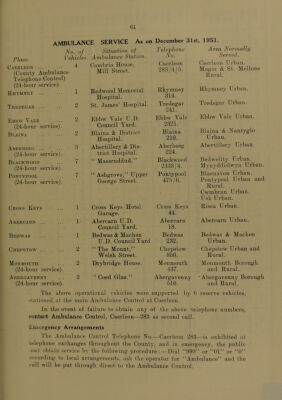 61
AMBULANCE SERVICE As on December 31st, 1951.
Place. No. of Vehicles. Situation of Ambulance Station. Telephone No. Area Normally Served.
CAERLEON 4 Cambria House, Caerleon Caerleon Urban.
(County Ambulance Mill Street. 283/4/5. Magor & St. Mellons
Telephone Control) Rural.
(24-hour service)
RHYMNEY 1 Redwood Memorial Rhymney Rhymney Urban.
Hospital. 314.
TREDEGAR 2 St. James' Hospital. Tredegar Tredegar Urban.
241.
EBBW VALE 2 Ebbw Vale U.D. Ebbw Vale Ebbw Vale Urban.
(24-hour service). Council Yard. 2321.
BLAINA 2 Blaina & District Blaina Blaina & Nantyglo
Hospital. 210. Urban.
ABERBEEG 3 Abertillery & Dis- Aberbeeg Abertillery Urban
(24-hour service). trict Hospital. 224.
BLACKWOOD 7 " Maesruddud." Blackwood Bedwellty Urban.
(24-hour service) 2338/4. Mynyddislwyn Urban.
PONTYPOOL 7 " Ashgrove," Upper Pontypool Blaenavon Urban.
(24-hour service). George Street. 475/6. Pontypool Urban and
Rural.
Cwmbran Urban.
Usk Urban.
CROSS KEYS 1 Cross Keys Hotel Cross Keys Risca Urban.
Garage. 44.
ABERCARN 1 Abercarn U.D. Abercarn Abercarn Urban.
Council Yard. 18.
BEDWAS 1 Bedwas & Machen Bedwas Bedwas & Machen
U.D. Council Yard 232. Urban.
CHEPSTOW 2 " The Mount," Chepstow Chepstow Urban and
Welsh Street. 800. Rural.
MONMOUTH 2 Drybridge House. Monmouth Monmouth Borough
(24-hour service) 137. and Rural.
ABERGAVENNY 2 " Coed Glas." Abergavenny Abergavenny Borough
(24-hour service). 510. and Rural.
The above operational vehicles were supported by 6 reserve vehicles,
stationed at the main Ambulance Control at Caerleon.
In the event of failure to obtain any of the above telephone numbers,
contact Ambulance Control, Caerleon—283 as second call.
Emergency Arrangements
The Ambulance Control Telephone No.—Caerleon 283—is exhibited at
telephone exchanges throughout the County, and in emergency, the public
may obtain service by the following procedure :—Dial "999" or "01" or "0"
according to local arrangements, ask the operator for "Ambulance" and the
call will be put through direct to the Ambulance Control.